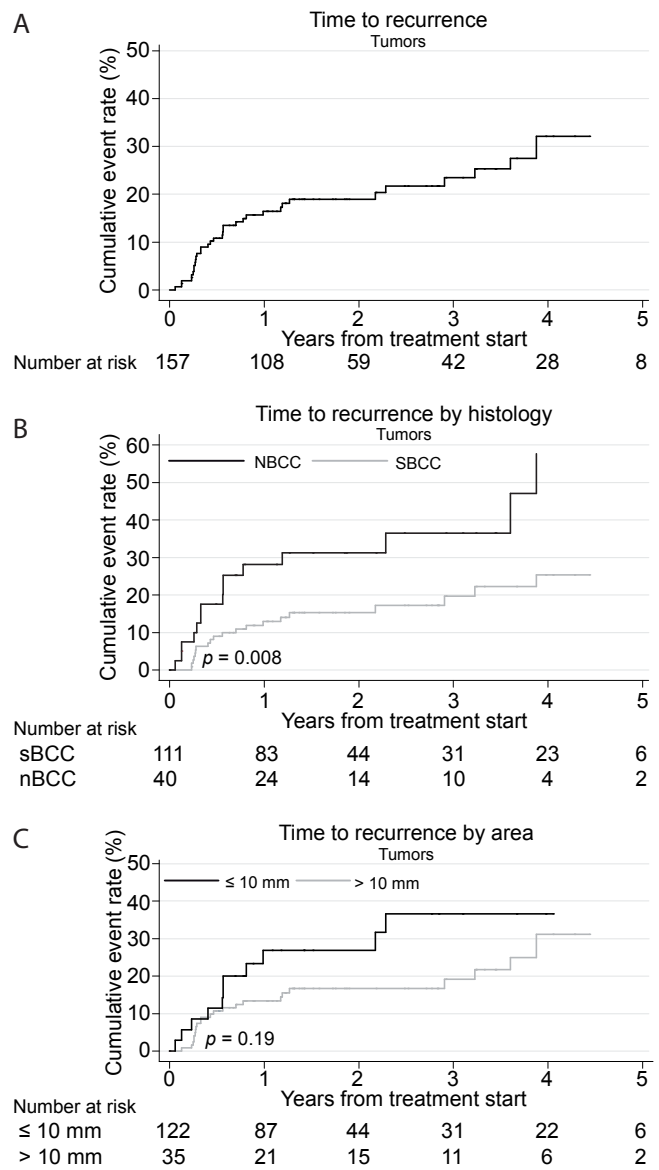 A
Time to recurrence
Tumors
Cumulative event rate (%)
50
40
30
20
10
0
0 1 2 3 4 5
Years from treatment start
Number at risk 157 108 59 42 28 8
B
Time to recurrence by histology
Tumors
Cumulative event rate (%)
60
50
40
30
20
10
0
NBCC SBCC
p = 0.008
0 1 2 3 4 5
Years from treatment start
Number at risk
sBCC 111 83 44 31 23 6
nBCC 40 24 14 10 4 2
C
Time to recurrence by area
Tumors
Cumulative event rate (%)
50
40
30
20
10
0
≤ 10 mm > 10 mm
p = 0.19
0 1 2 3 4 5
Years from treatment start
Number at risk
≤ 10 mm 122 87 44 31 22 6
> 10 mm 35 21 15 11 6 2